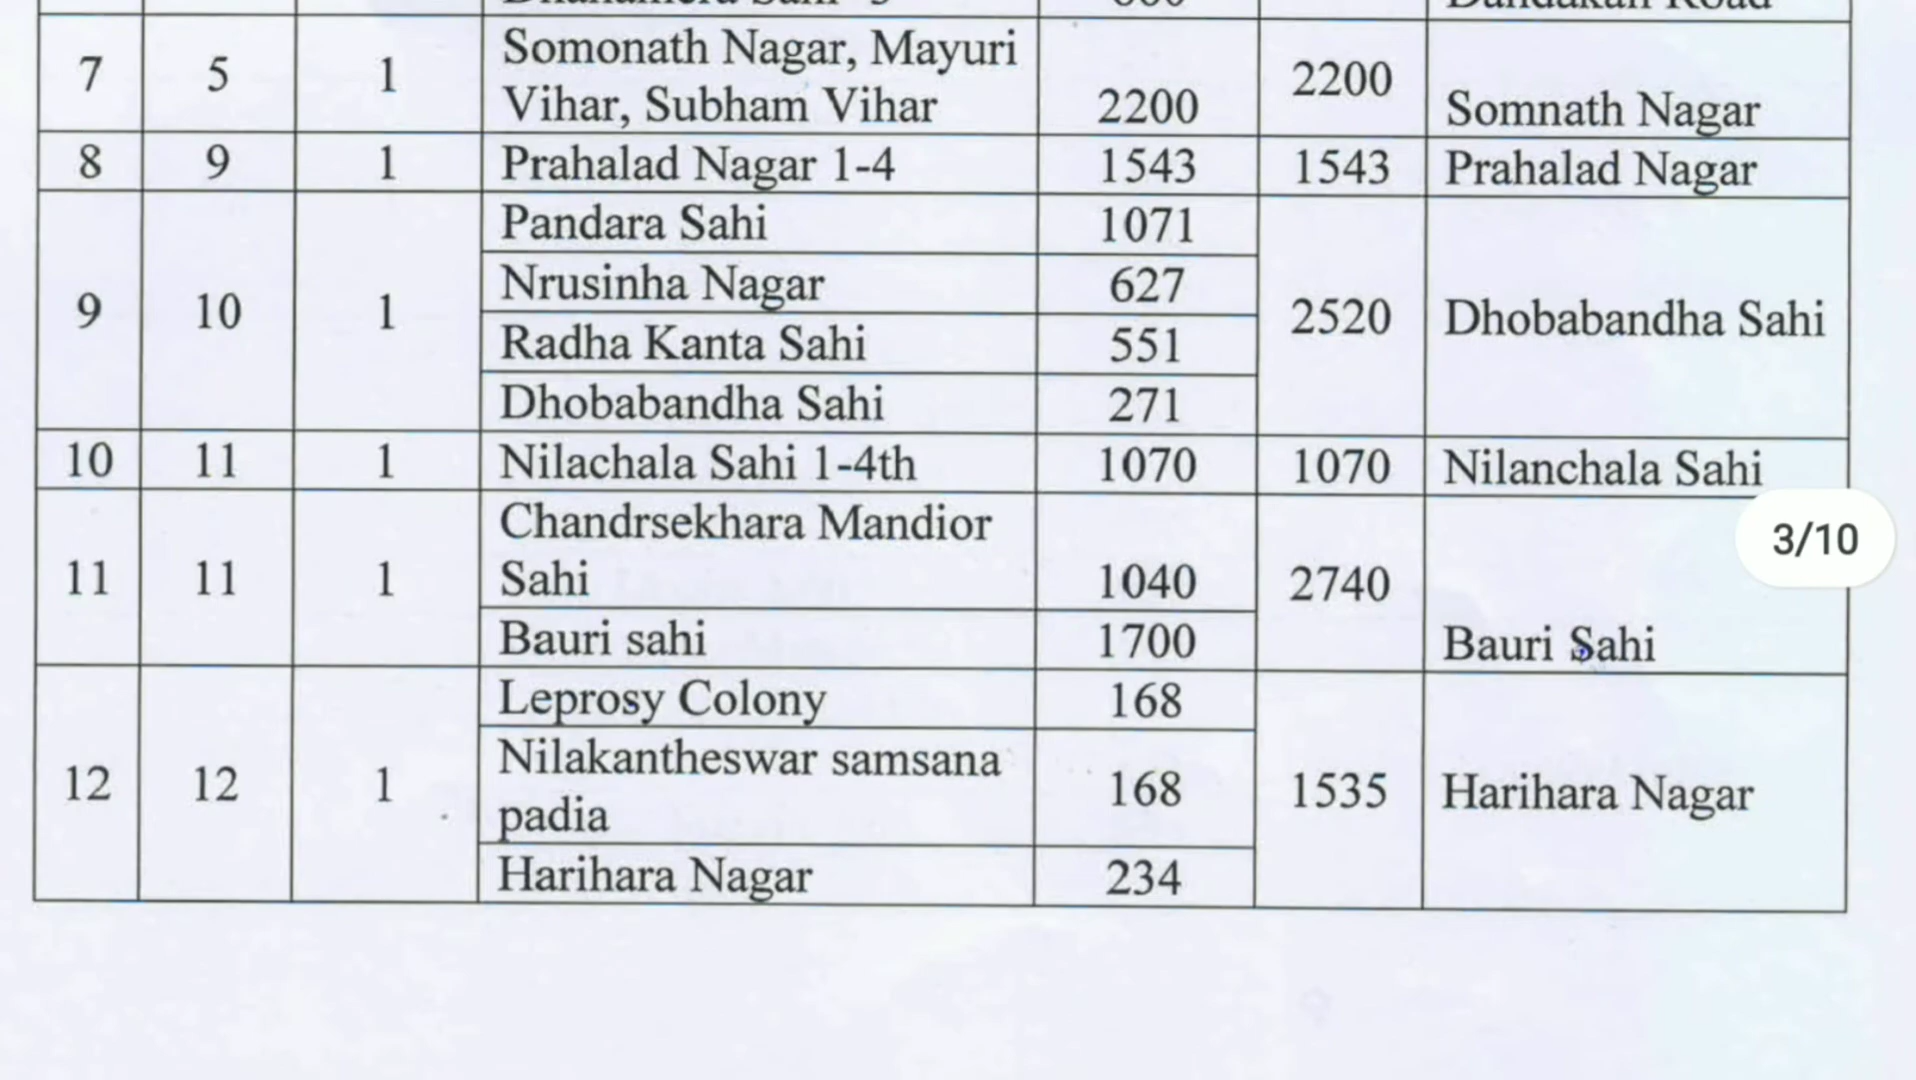 7 5 1 Somonath Nagar, Mayuri
Vihar, Subham Vihar 2200 2200 Somnath Nagar
8 9 1 Prahalad Nagar 1-4 1543 1543 Prahalad Nagar
9 10 1 Pandara Sahi 1071 2520 Dhobabandha Sahi
Nrusinha Nagar 627
Radha Kanta Sahi 551
Dhobabandha Sahi 271
10 11 1 Nilachala Sahi 1-4th 1070 1070 Nilanchala Sahi
3/10
11 11 1 Chandrsekhara Mandior
Sahi 1040 2740
Bauri sahi 1700 Bauri Sahi
12 12 1 Leprosy Colony 168 1535 Harihara Nagar
Nilakantheswar samsana
padia 168
Harihara Nagar 234